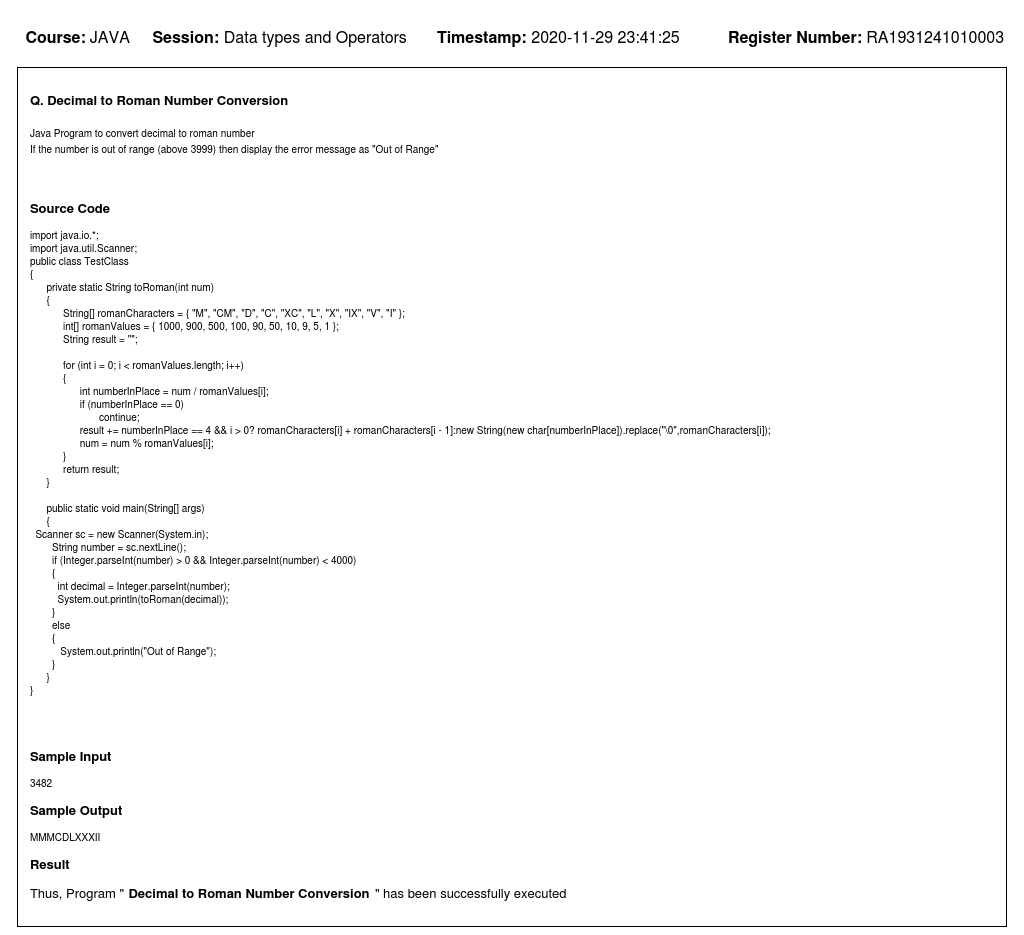 Course: JAVA Session: Data types and Operators Timestamp: 2020-11-29 23:41:25 Register Number: RA1931241010003
Q. Decimal to Roman Number Conversion
Java Program to convert decimal to roman number
If the number is out of range (above 3999) then display the error message as "Out of Range"
Source Code
import java.io.*;
import java.util.Scanner;
public class TestClass
{
private static String toRoman(int num)
{
String[] romanCharacters = { "M", "CM", "D", "C", "XC", "L", "X", "IX", "V", "I" };
int[] romanValues = { 1000, 900, 500, 100, 90, 50, 10, 9, 5, 1 };
String result = "";
for (int i = 0; i < romanValues.length; i++)
{
int numberInPlace = num / romanValues[i];
if (numberInPlace == 0)
continue;
result += numberInPlace == 4 && i > 0? romanCharacters[i] + romanCharacters[i - 1]:new String(new char[numberInPlace]).replace("\0",romanCharacters[i]);
num = num % romanValues[i];
}
return result;
}
public static void main(String[] args)
{
Scanner sc = new Scanner(System.in);
String number = sc.nextLine();
if (Integer.parseInt(number) > 0 && Integer.parseInt(number) < 4000)
{
int decimal = Integer.parseInt(number);
System.out.println(toRoman(decimal));
}
else
{
System.out.println("Out of Range");
}
}
}
Sample Input
3482
Sample Output
MMMCDLXXXII
Result
Thus, Program " Decimal to Roman Number Conversion " has been successfully executed